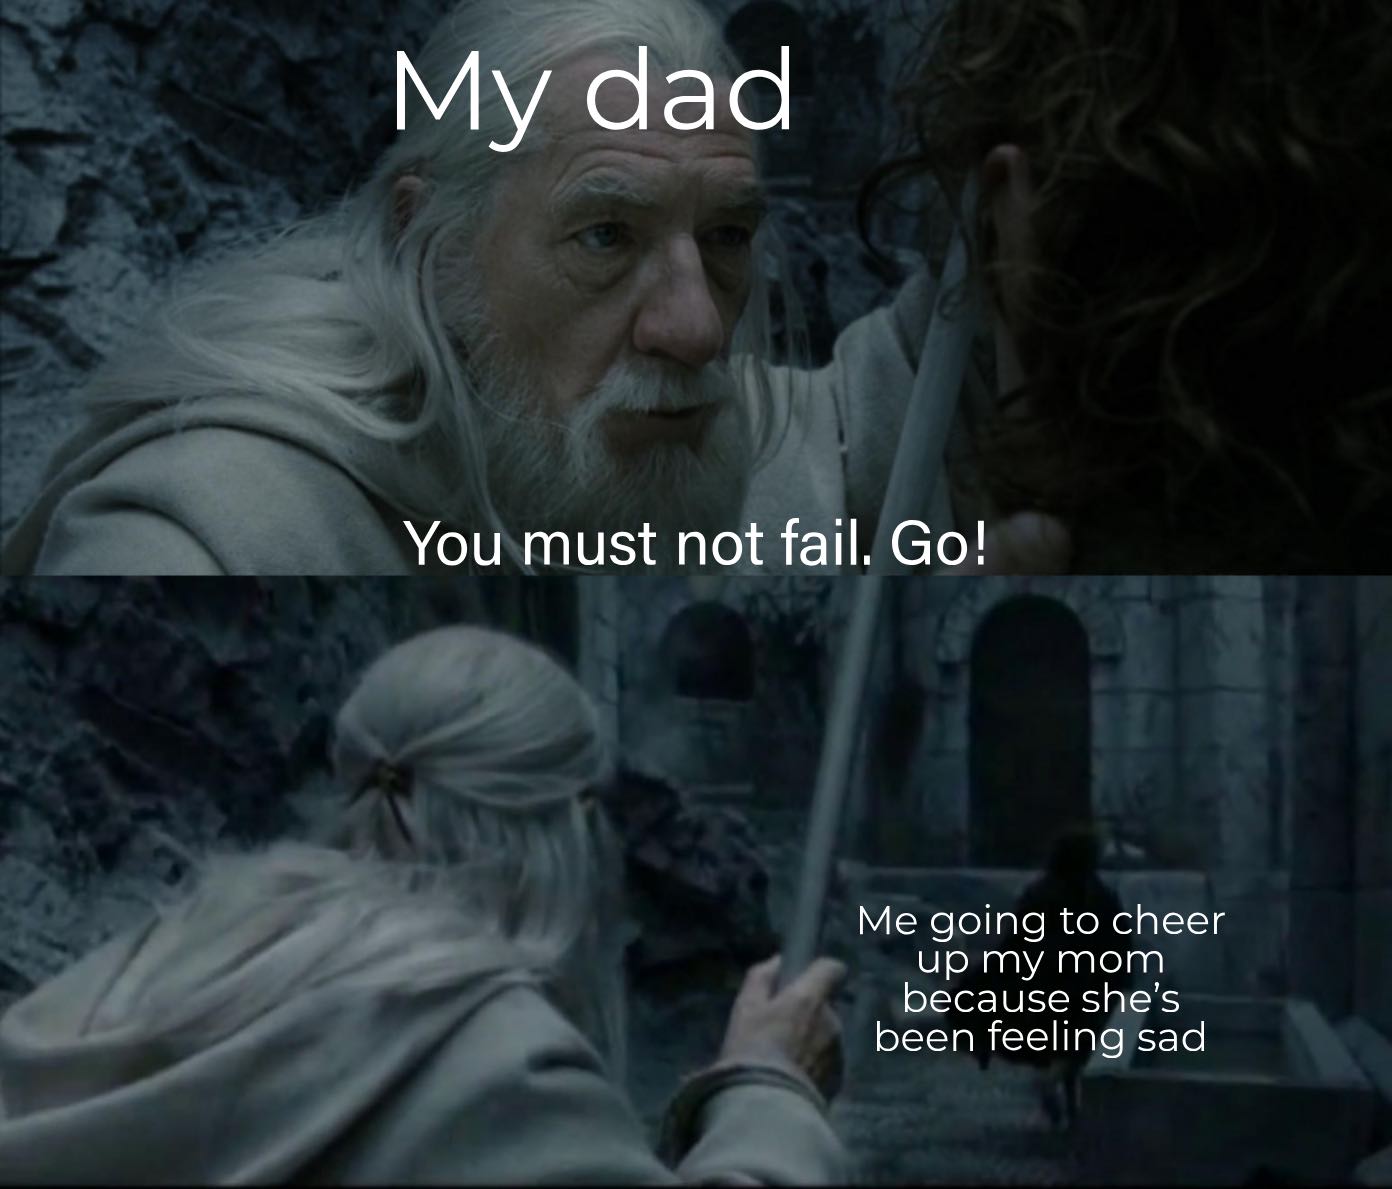 My dad
You must not fail. Go!
Me going to cheer
up my mom
because she’s
been feeling sad